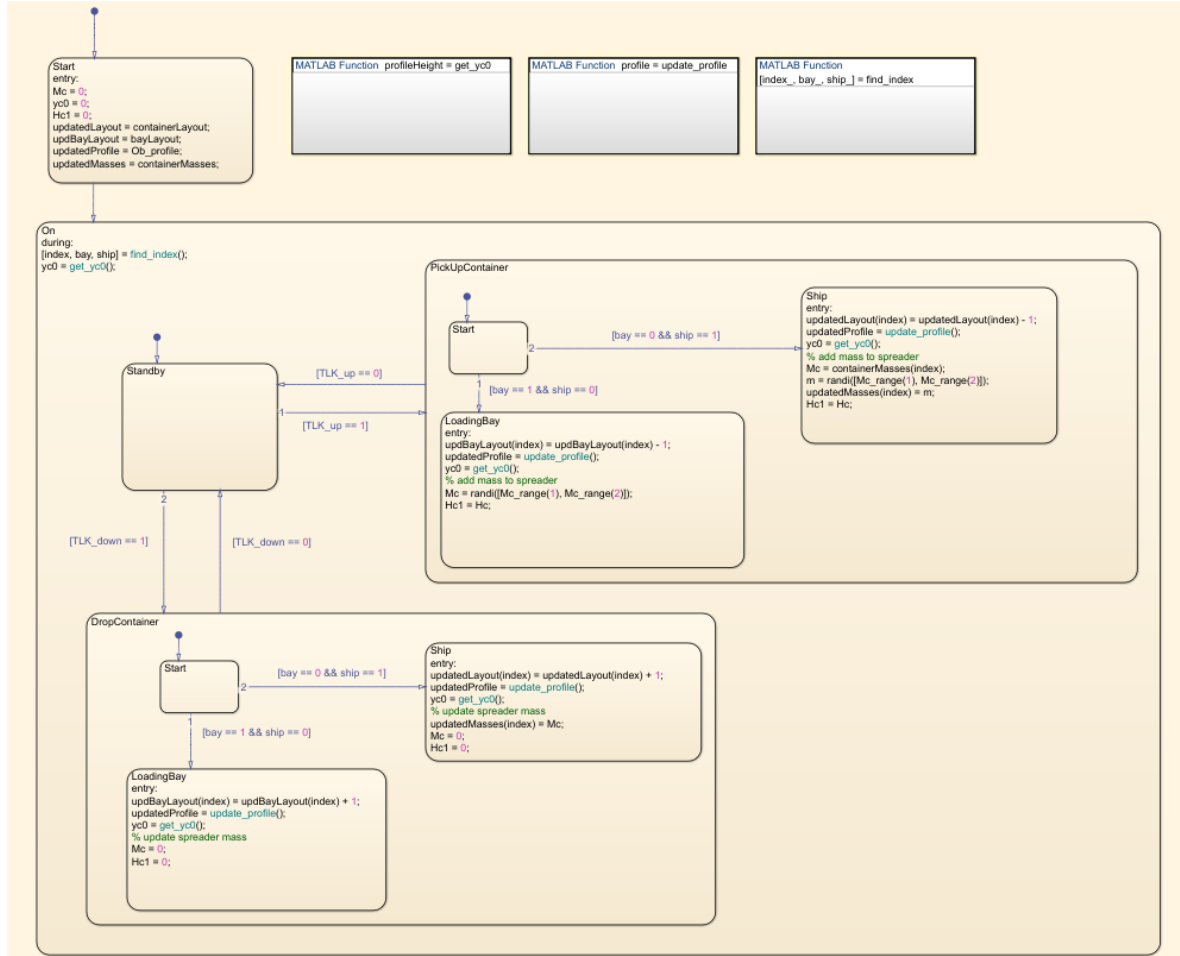 Start
entry:
Mc = 0;
yc0 = 0;
Hc1 = 0;
updatedLayout = containerLayout;
updBayLayout = bayLayout;
updatedProfile = Ob_profile;
updatedMasses = containerMasses;
MATLAB Function profileHeight = get_yc0
MATLAB Function profile = update_profile
MATLAB Function
[index_, bay_, ship_] = find_index
On
during:
[index, bay, ship] = find_index();
yc0 = get_yc0();
Standby
[TLK_up == 0]
1
[TLK_up == 1]
2
[TLK_down == 1]
[TLK_down == 0]
PickUpContainer
Start
2
[bay == 0 && ship == 1]
1
[bay == 1 && ship == 0]
Ship
entry:
updatedLayout(index) = updatedLayout(index) - 1;
updatedProfile = update_profile();
yc0 = get_yc0();
% add mass to spreader
Mc = containerMasses(index);
m = randi([Mc_range(1), Mc_range(2)]);
updatedMasses(index) = m;
Hc1 = Hc;
LoadingBay
entry:
updBayLayout(index) = updBayLayout(index) - 1;
updatedProfile = update_profile();
yc0 = get_yc0();
% add mass to spreader
Mc = randi([Mc_range(1), Mc_range(2)]);
Hc1 = Hc;
DropContainer
Start
2
[bay == 0 && ship == 1]
1
[bay == 1 && ship == 0]
Ship
entry:
updatedLayout(index) = updatedLayout(index) + 1;
updatedProfile = update_profile();
yc0 = get_yc0();
% update spreader mass
updatedMasses(index) = Mc;
Mc = 0;
Hc1 = 0;
LoadingBay
entry:
updBayLayout(index) = updBayLayout(index) + 1;
updatedProfile = update_profile();
yc0 = get_yc0();
% update spreader mass
Mc = 0;
Hc1 = 0;